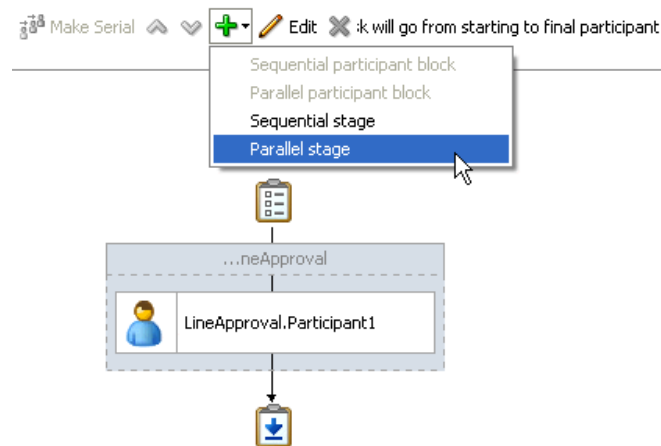 Make Serial Edit :k will go from starting to final participant
Sequential participant block
Parallel participant block
Sequential stage
Parallel stage
...neApproval
LineApproval.Participant1